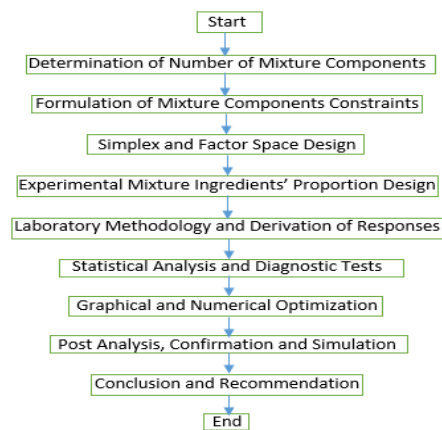 Start
Determination of Number of Mixture Components
Formulation of Mixture Components Constraints
Simplex and Factor Space Design
Experimental Mixture Ingredients' Proportion Design
Laboratory Methodology and Derivation of Responses
Statistical Analysis and Diagnostic Tests
Graphical and Numerical Optimization
Post Analysis, Confirmation and Simulation
Conclusion and Recommendation
End